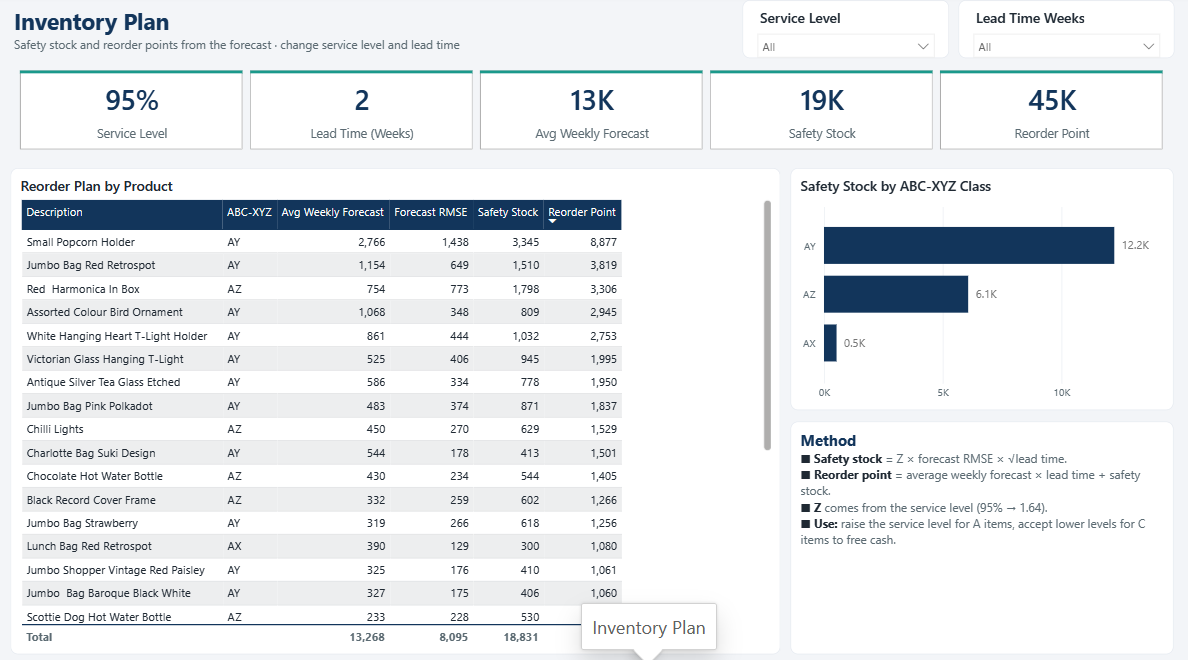 Inventory Plan
Safety stock and reorder points from the forecast · change service level and lead time
Service Level
All
Lead Time Weeks
All
95%
Service Level
2
Lead Time (Weeks)
13K
Avg Weekly Forecast
19K
Safety Stock
45K
Reorder Point
Reorder Plan by Product
Description ABC-XYZ Avg Weekly Forecast Forecast RMSE Safety Stock Reorder Point
Small Popcorn Holder AY 2,766 1,438 3,345 8,877
Jumbo Bag Red Retrospot AY 1,154 649 1,510 3,819
Red  Harmonica In Box AZ 754 773 1,798 3,306
Assorted Colour Bird Ornament AY 1,068 348 809 2,945
White Hanging Heart T-Light Holder AY 861 444 1,032 2,753
Victorian Glass Hanging T-Light AY 525 406 945 1,995
Antique Silver Tea Glass Etched AY 586 334 778 1,950
Jumbo Bag Pink Polkadot AY 483 374 871 1,837
Chilli Lights AZ 450 270 629 1,529
Charlotte Bag Suki Design AY 544 178 413 1,501
Chocolate Hot Water Bottle AZ 430 234 544 1,405
Black Record Cover Frame AZ 332 259 602 1,266
Jumbo Bag Strawberry AY 319 266 618 1,256
Lunch Bag Red Retrospot AX 390 129 300 1,080
Jumbo Shopper Vintage Red Paisley AY 325 176 410 1,061
Jumbo  Bag Baroque Black White AY 327 175 406 1,060
Scottie Dog Hot Water Bottle AZ 233 228 530
Total 13,268 8,095 18,831
Inventory Plan
Safety Stock by ABC-XYZ Class
AY 12.2K
AZ 6.1K
AX 0.5K
0K 5K 10K
Method
■ Safety stock = Z × forecast RMSE × √lead time.
■ Reorder point = average weekly forecast × lead time + safety
stock.
■ Z comes from the service level (95% → 1.64).
■ Use: raise the service level for A items, accept lower levels for C
items to free cash.